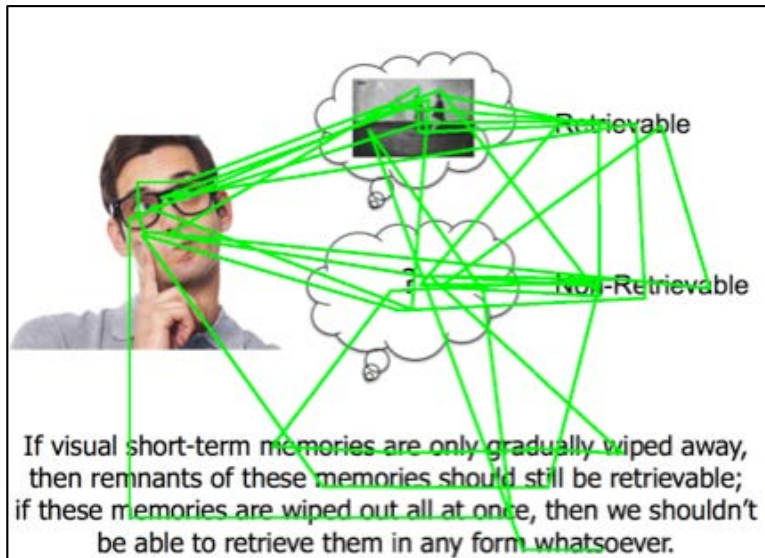 Retrievable
?
Non-Retrievable
If visual short-term memories are only gradually wiped away,
then remnants of these memories should still be retrievable;
if these memories are wiped out all at once, then we shouldn't
be able to retrieve them in any form whatsoever.